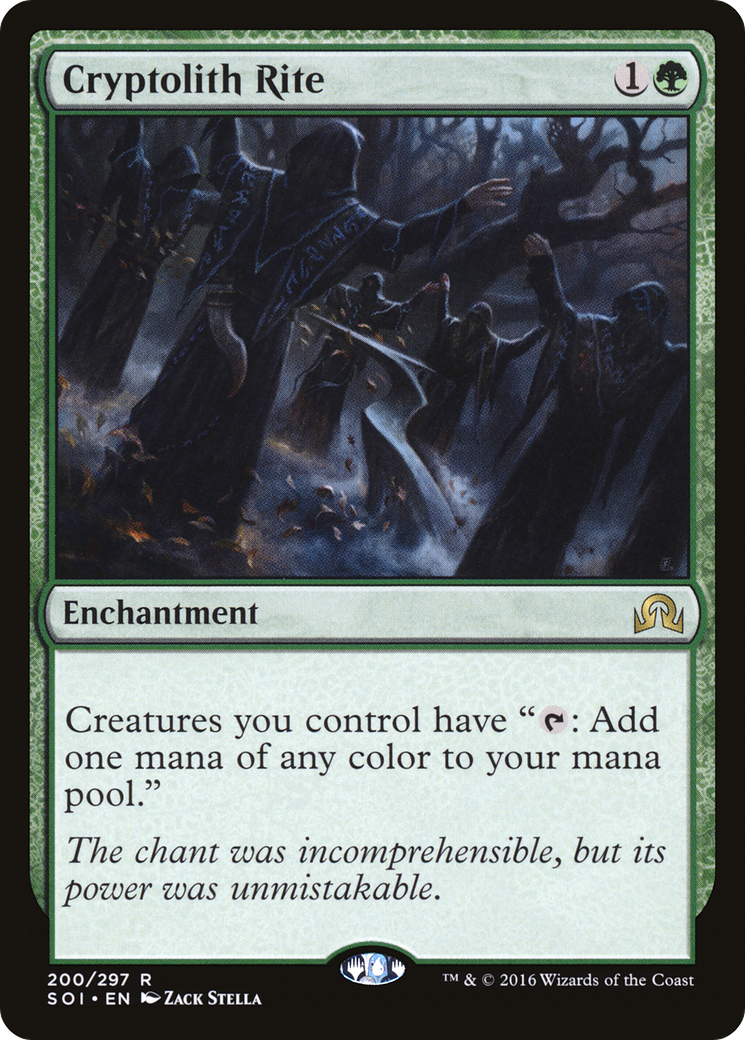 Cryptolith Rite 1
Enchantment
Creatures you control have “: Add
one mana of any color to your mana
pool.”
The chant was incomprehensible, but its
power was unmistakable.
200/297 R
SOI • EN Zack Stella
™ & © 2016 Wizards of the Coast